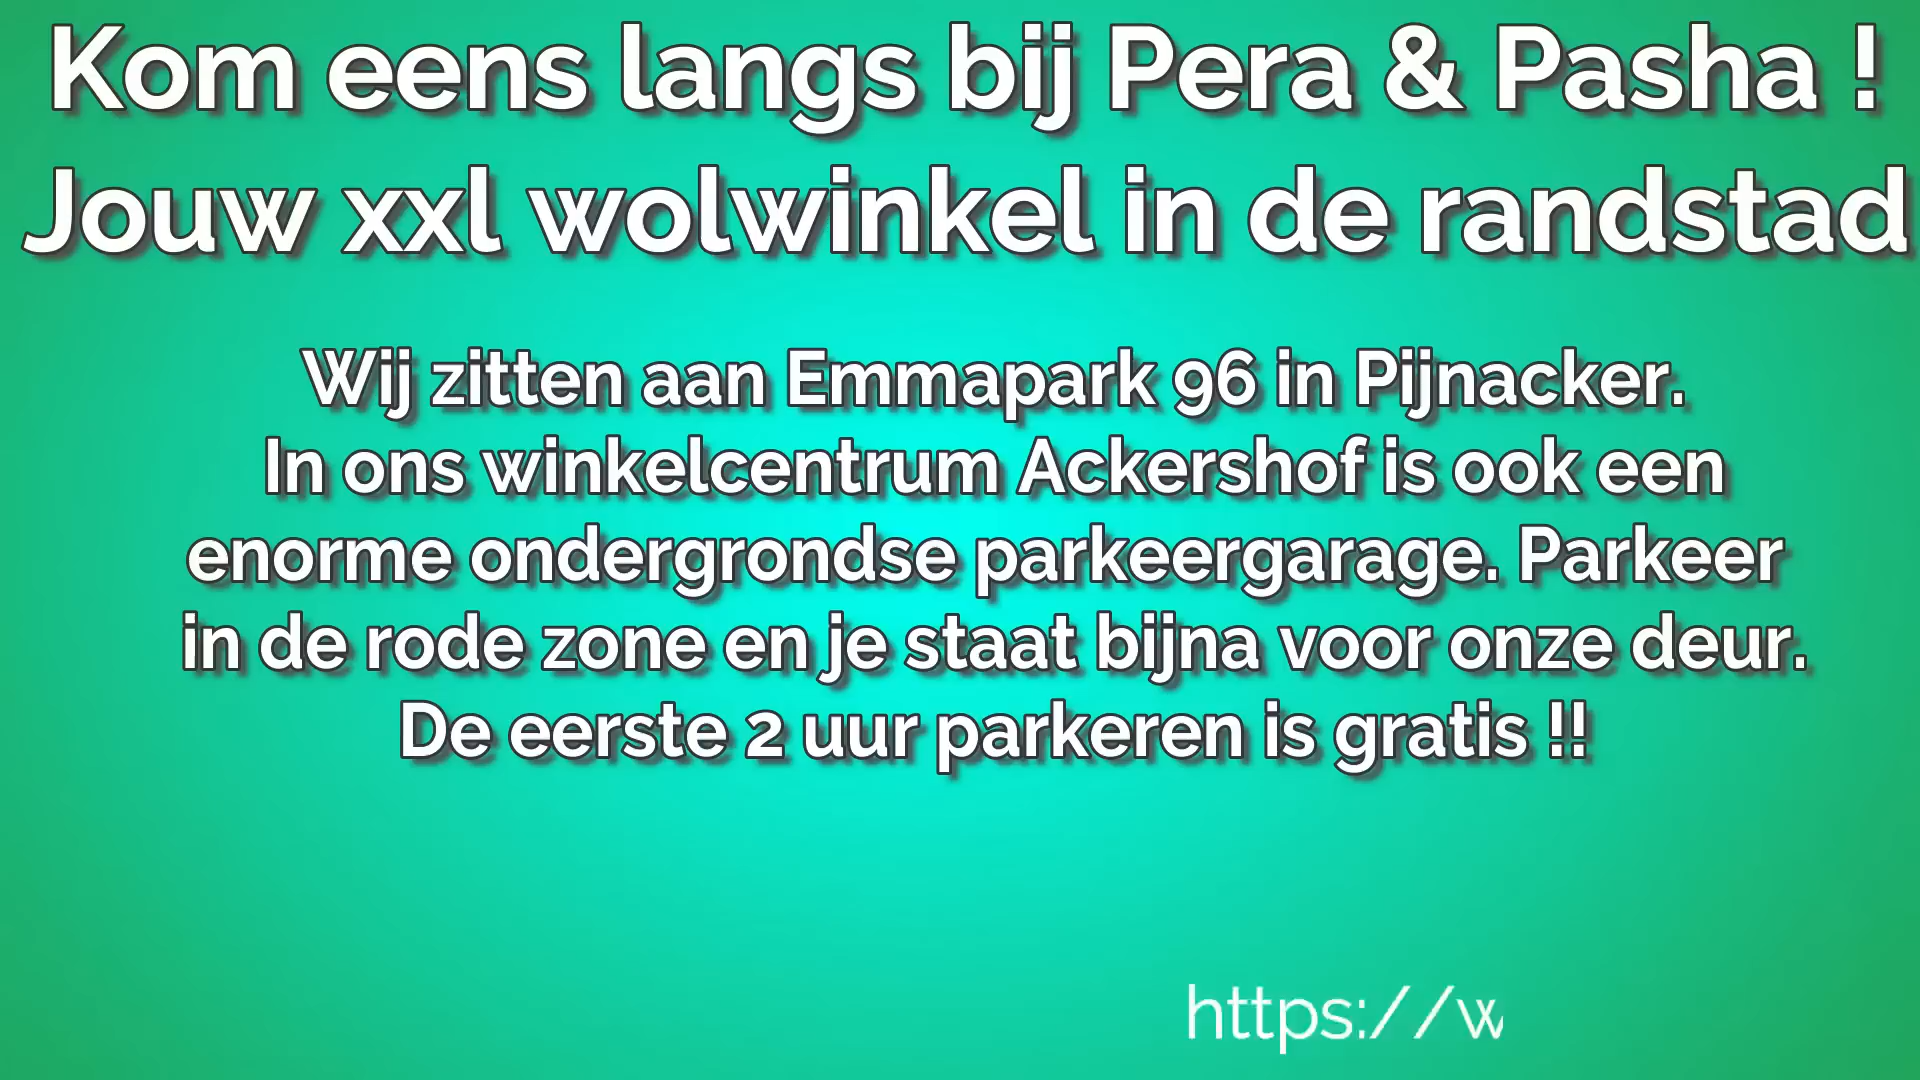 Kom eens langs bij Pera & Pasha !
Jouw xxl wolwinkel in de randstad
Wij zitten aan Emmapark 96 in Pijnacker.
In ons winkelcentrum Ackershof is ook een
enorme ondergrondse parkeergarage. Parkeer
in de rode zone en je staat bijna voor onze deur.
De eerste 2 uur parkeren is gratis !!
https://w